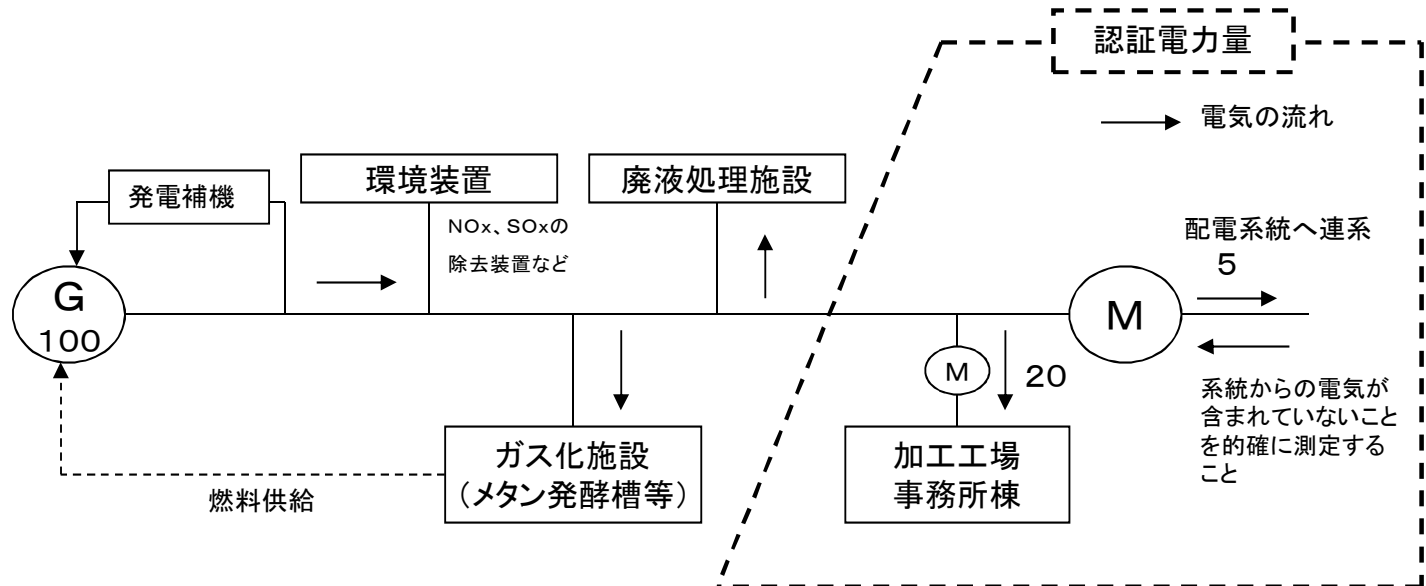 認証電力量
電気の流れ
発電補機
環境装置
廃液処理施設
NOx、SOxの
除去装置など
配電系統へ連系
5
G
100
M
M
20
系統からの電気が
含まれていないこと
を的確に測定する
こと
ガス化施設
(メタン発酵槽等)
加工工場
事務所棟
燃料供給